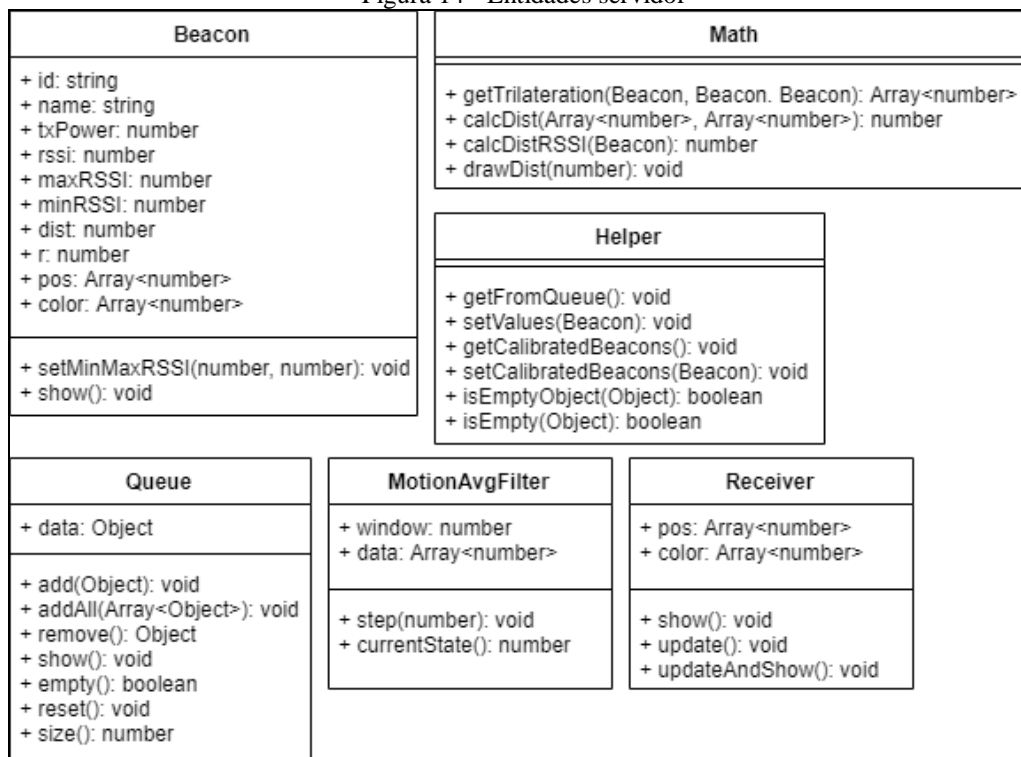 Figura 14 - Entidades servidor
Beacon
+ id: string
+ name: string
+ txPower: number
+ rssi: number
+ maxRSSI: number
+ minRSSI: number
+ dist: number
+ r: number
+ pos: Array<number>
+ color: Array<number>
+ setMinMaxRSSI(number, number): void
+ show(): void
Math
+ getTrilateration(Beacon, Beacon. Beacon): Array<number>
+ calcDist(Array<number>, Array<number>): number
+ calcDistRSSI(Beacon): number
+ drawDist(number): void
Helper
+ getFromQueue(): void
+ setValues(Beacon): void
+ getCalibratedBeacons(): void
+ setCalibratedBeacons(Beacon): void
+ isEmptyObject(Object): boolean
+ isEmpty(Object): boolean
Queue
+ data: Object
+ add(Object): void
+ addAll(Array<Object>): void
+ remove(): Object
+ show(): void
+ empty(): boolean
+ reset(): void
+ size(): number
MotionAvgFilter
+ window: number
+ data: Array<number>
+ step(number): void
+ currentState(): number
Receiver
+ pos: Array<number>
+ color: Array<number>
+ show(): void
+ update(): void
+ updateAndShow(): void